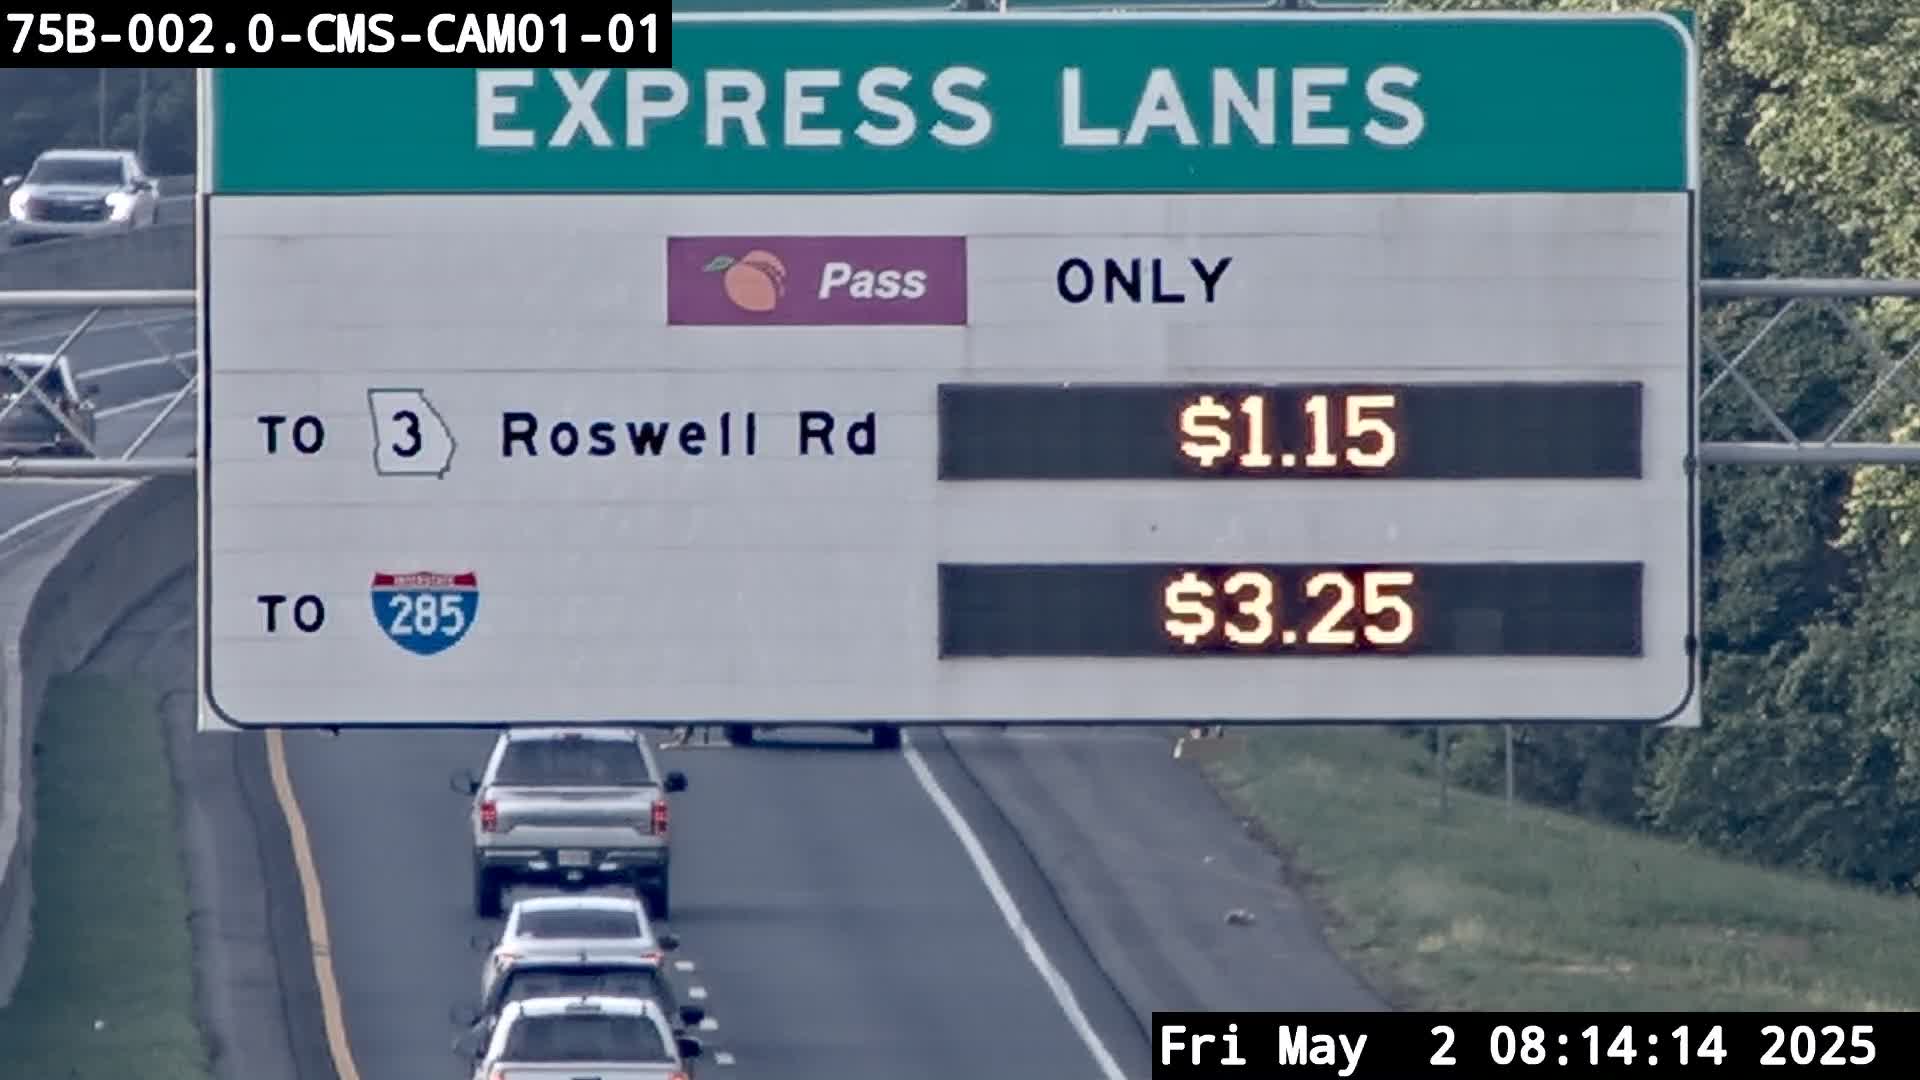 75B-002.0-CMS-CAM01-01
EXPRESS LANES
Pass ONLY
TO 3 Roswell Rd $1.15
INTERSTATE
TO 285 $3.25
Fri May 2 08:14:14 2025